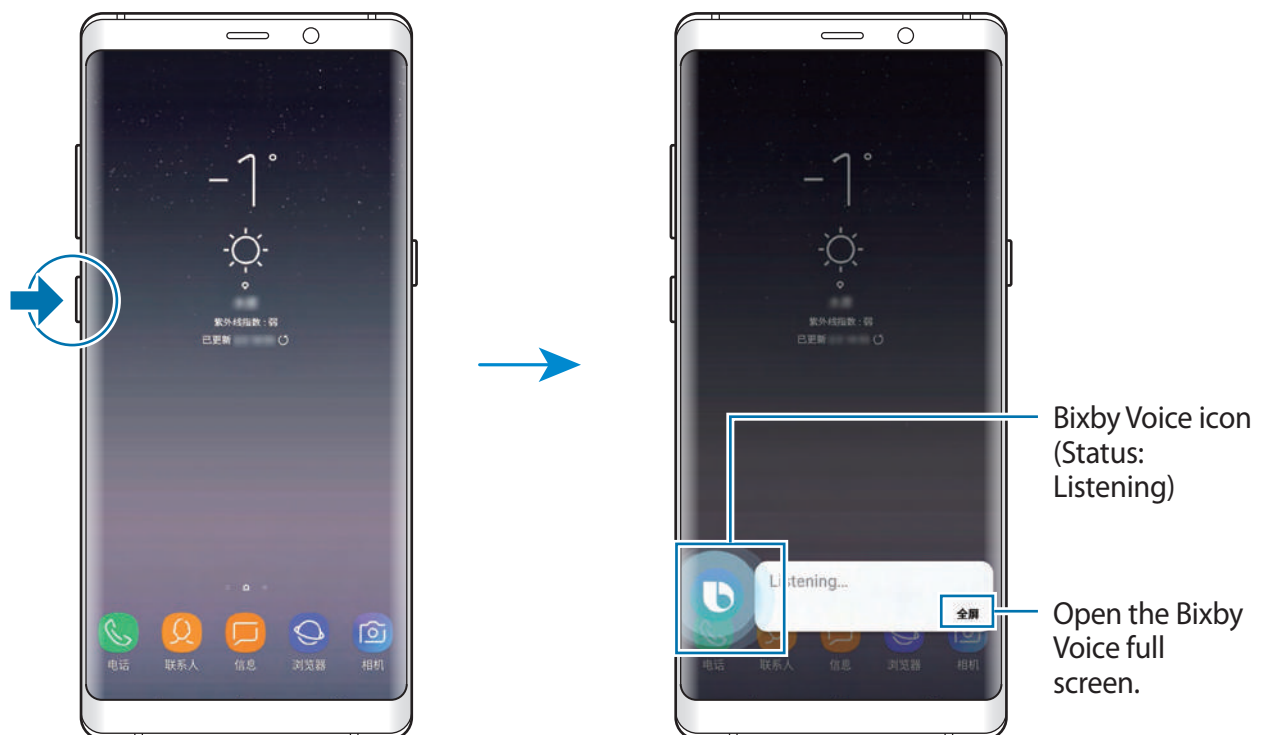 -1°
紫外线指数 : 弱
已更新
电话
联系人
信息
浏览器
相机
-1°
紫外线指数 : 弱
已更新
Listening...
全屏
电话
联系人
信息
浏览器
相机
Bixby Voice icon
(Status:
Listening)
Open the Bixby
Voice full
screen.